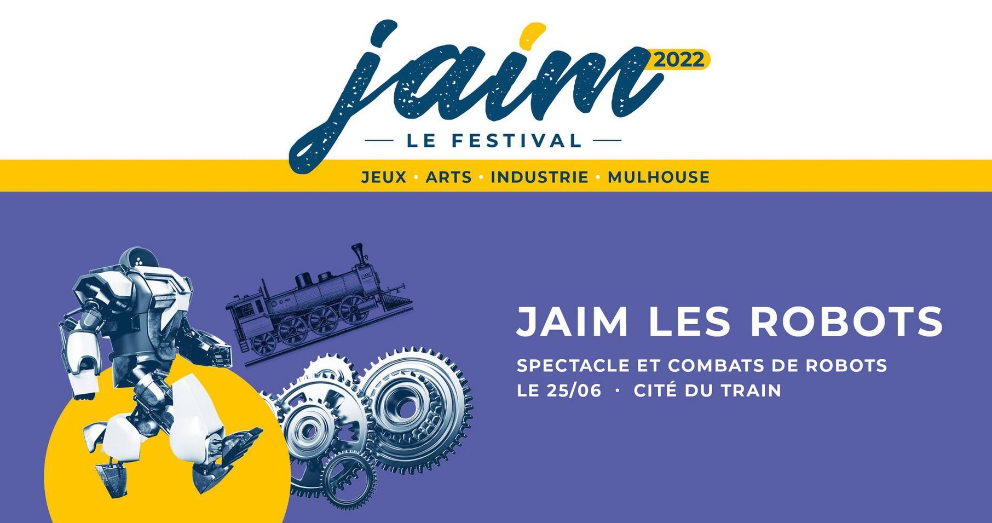 jaim 2022
LE FESTIVAL
JEUX · ARTS · INDUSTRIE · MULHOUSE
JAIM LES ROBOTS
SPECTACLE ET COMBATS DE ROBOTS
LE 25/06 · CITÉ DU TRAIN